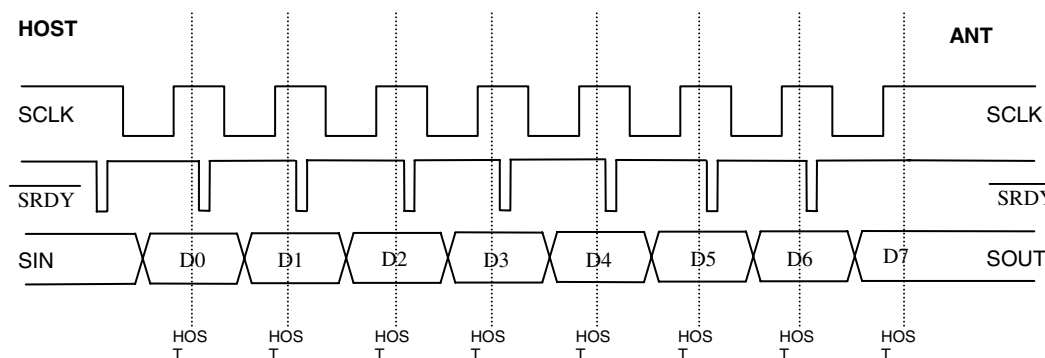 HOST ANT
SCLK SCLK
SRDY SRDY
SIN D0 D1 D2 D3 D4 D5 D6 D7 SOUT
HOS HOS HOS HOS HOS HOS HOS HOS
T T T T T T T T